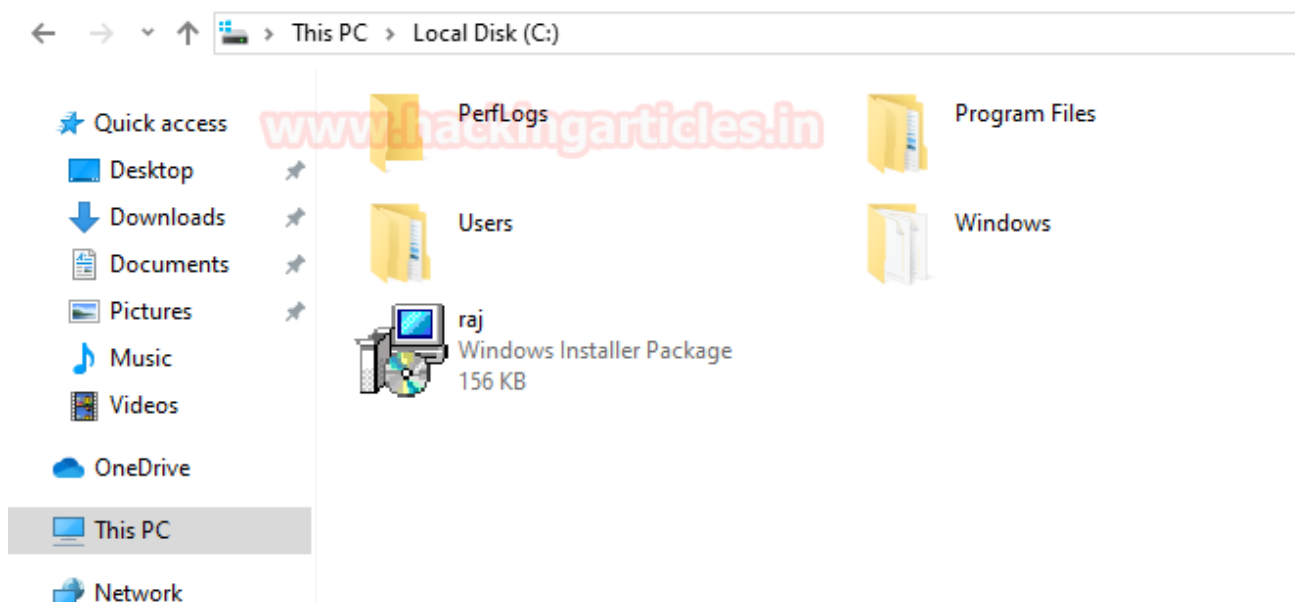 This PC > Local Disk (C:)
Quick access
Desktop
Downloads
Documents
Pictures
Music
Videos
OneDrive
This PC
Network
www.hackingarticles.in
PerfLogs
Program Files
Users
Windows
raj
Windows Installer Package
156 KB